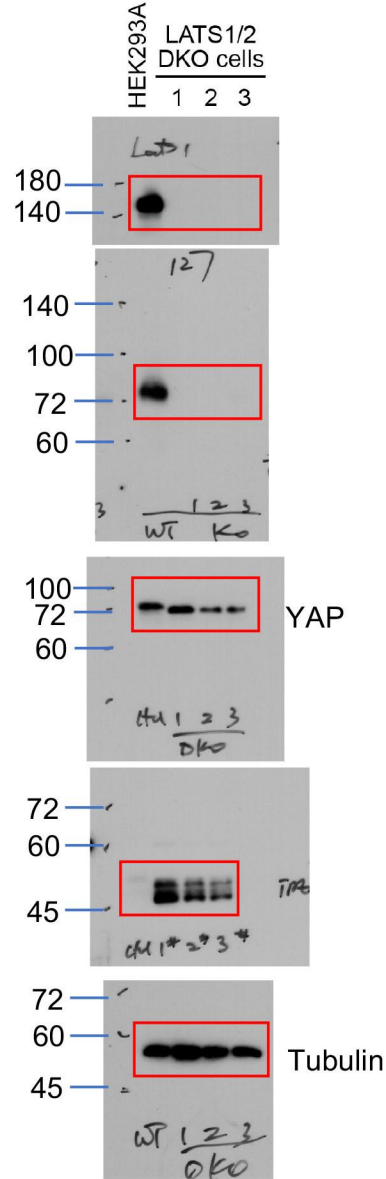 HEK293A
LATS1/2
DKO cells
1 2 3
Lats1
180
140
127
140
100
72
60
3
1 2 3
WT KO
100
72
60
YAP
Ctrl 1 2 3
DKO
72
60
45
Ctrl 1* 2* 3*
72
60
45
Tubulin
WT 1 2 3
DKO